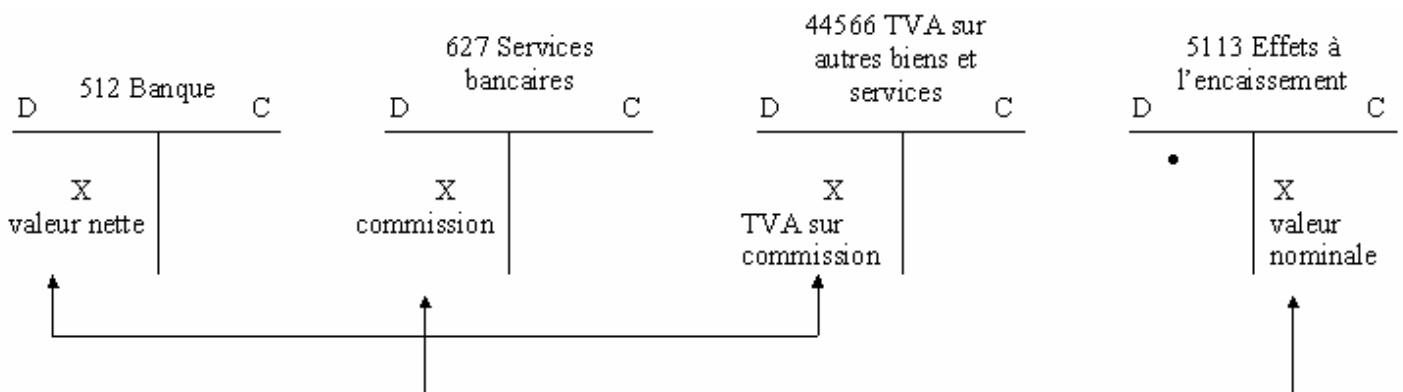 512 Banque
D C
X
valeur nette
627 Services
bancaires
D C
X
commission
44566 TVA sur
autres biens et
services
D C
X
TVA sur
commission
5113 Effets à
l'encaissement
D C
X
valeur
nominale